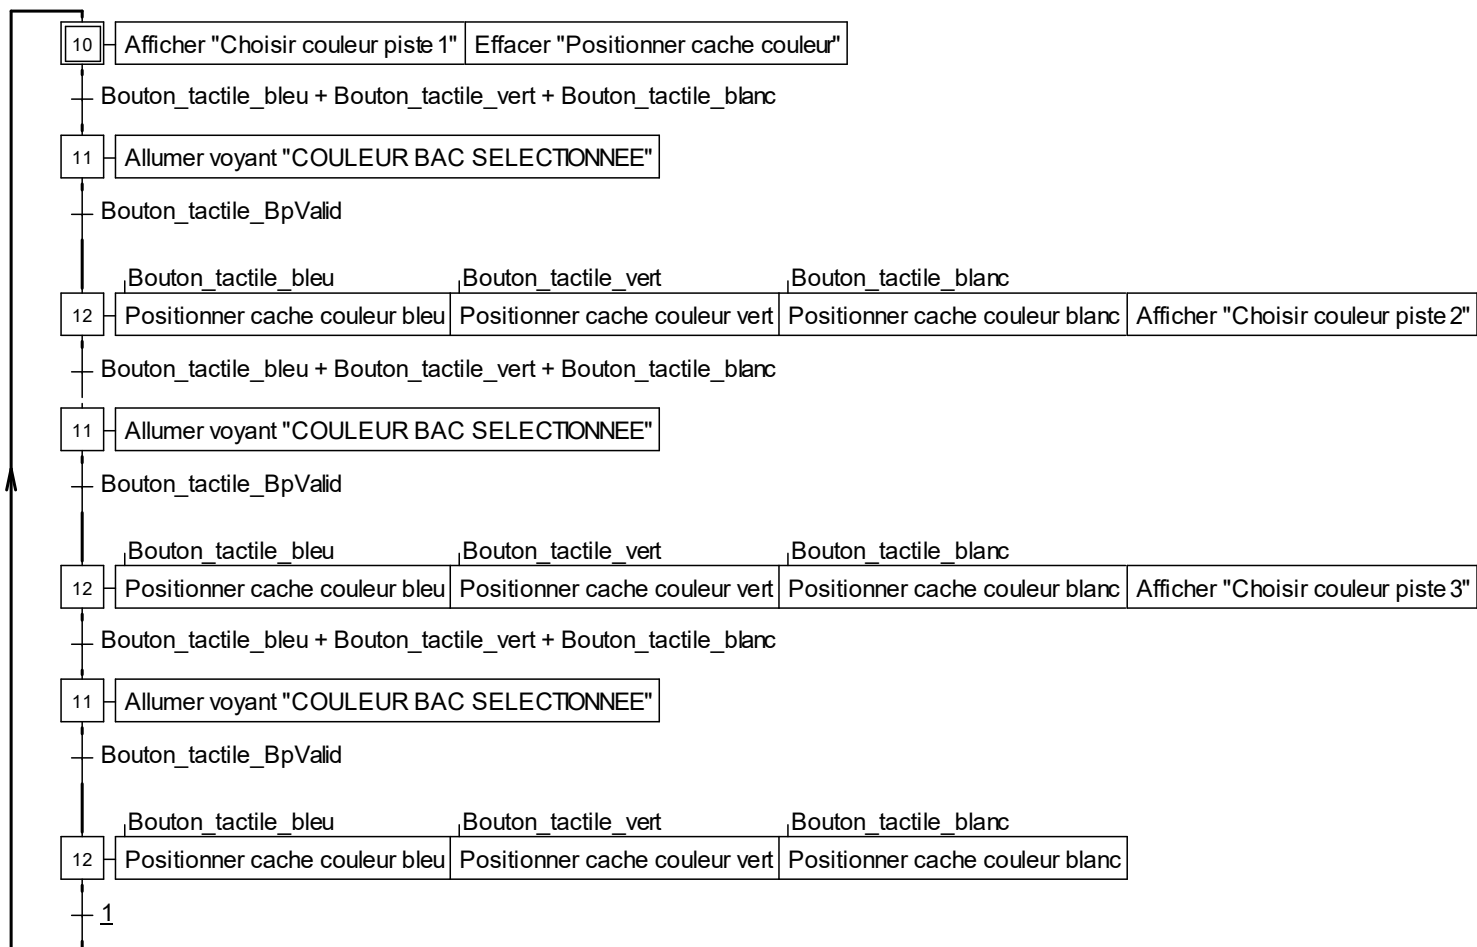 10 Afficher "Choisir couleur piste 1" Effacer "Positionner cache couleur"
Bouton_tactile_bleu + Bouton_tactile_vert + Bouton_tactile_blanc
11 Allumer voyant "COULEUR BAC SELECTIONNEE"
Bouton_tactile_BpValid
Bouton_tactile_bleu Bouton_tactile_vert Bouton_tactile_blanc
12 Positionner cache couleur bleu Positionner cache couleur vert Positionner cache couleur blanc Afficher "Choisir couleur piste 2"
Bouton_tactile_bleu + Bouton_tactile_vert + Bouton_tactile_blanc
11 Allumer voyant "COULEUR BAC SELECTIONNEE"
Bouton_tactile_BpValid
Bouton_tactile_bleu Bouton_tactile_vert Bouton_tactile_blanc
12 Positionner cache couleur bleu Positionner cache couleur vert Positionner cache couleur blanc Afficher "Choisir couleur piste 3"
Bouton_tactile_bleu + Bouton_tactile_vert + Bouton_tactile_blanc
11 Allumer voyant "COULEUR BAC SELECTIONNEE"
Bouton_tactile_BpValid
Bouton_tactile_bleu Bouton_tactile_vert Bouton_tactile_blanc
12 Positionner cache couleur bleu Positionner cache couleur vert Positionner cache couleur blanc
1